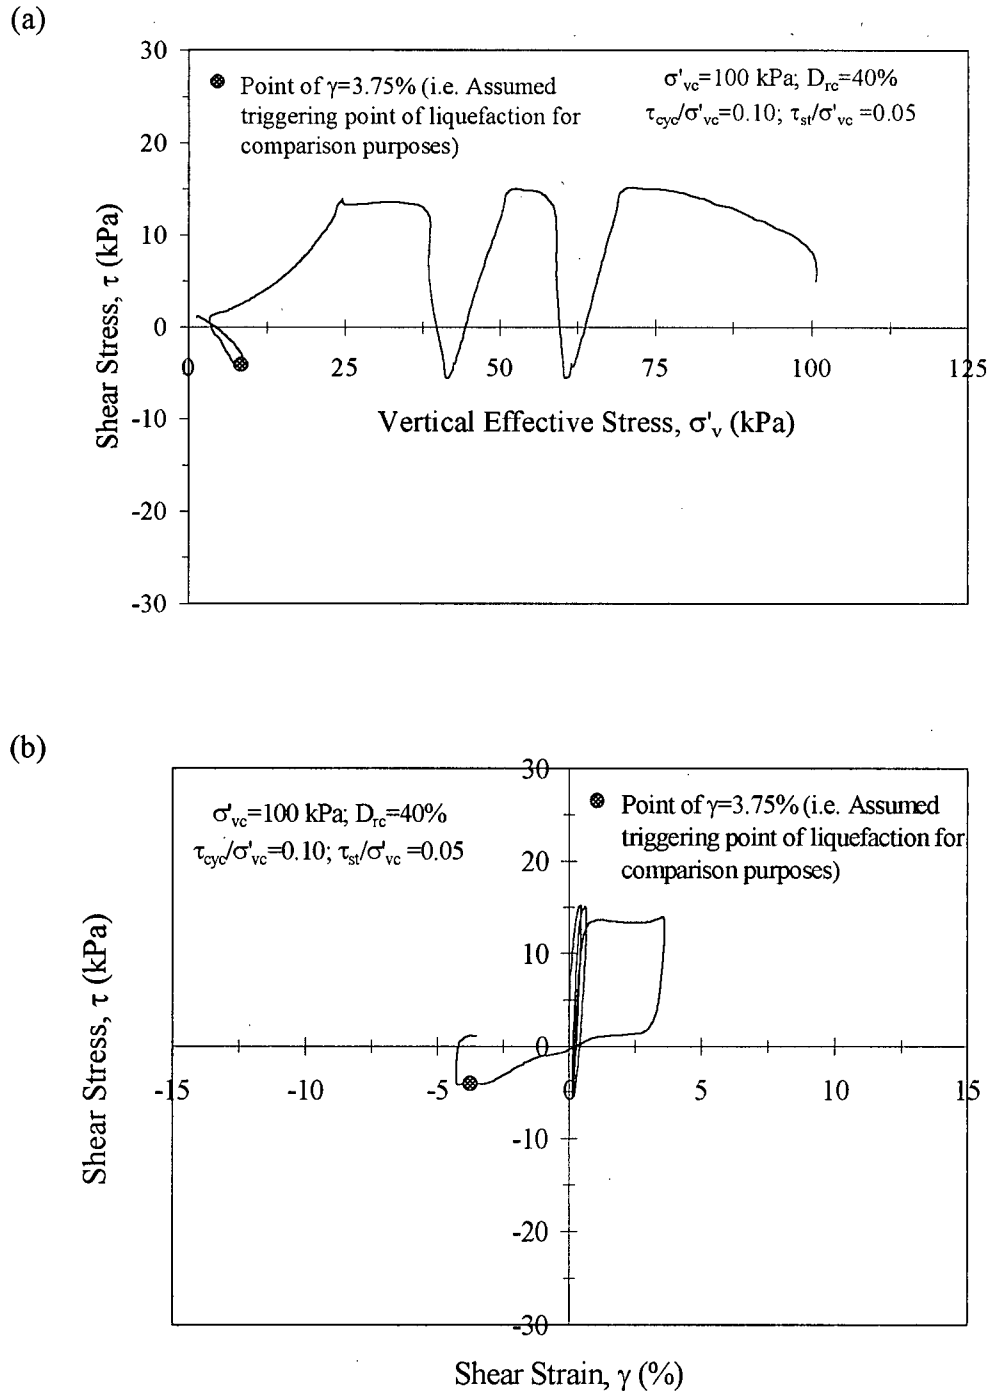 (a)
30
20
10
0
-10
-20
-30
Shear Stress, τ (kPa)
Point of γ=3.75% (i.e. Assumed
triggering point of liquefaction for
comparison purposes)
σ'vc=100 kPa; Drc=40%
τcyc/σ'vc=0.10; τst/σ'vc =0.05
0 25 50 75 100 125
Vertical Effective Stress, σ'v (kPa)
(b)
30
20
10
0
-10
-20
-30
Shear Stress, τ (kPa)
σ'vc=100 kPa; Drc=40%
τcyc/σ'vc=0.10; τst/σ'vc =0.05
Point of γ=3.75% (i.e. Assumed
triggering point of liquefaction for
comparison purposes)
-15 -10 -5 0 5 10 15
Shear Strain, γ (%)